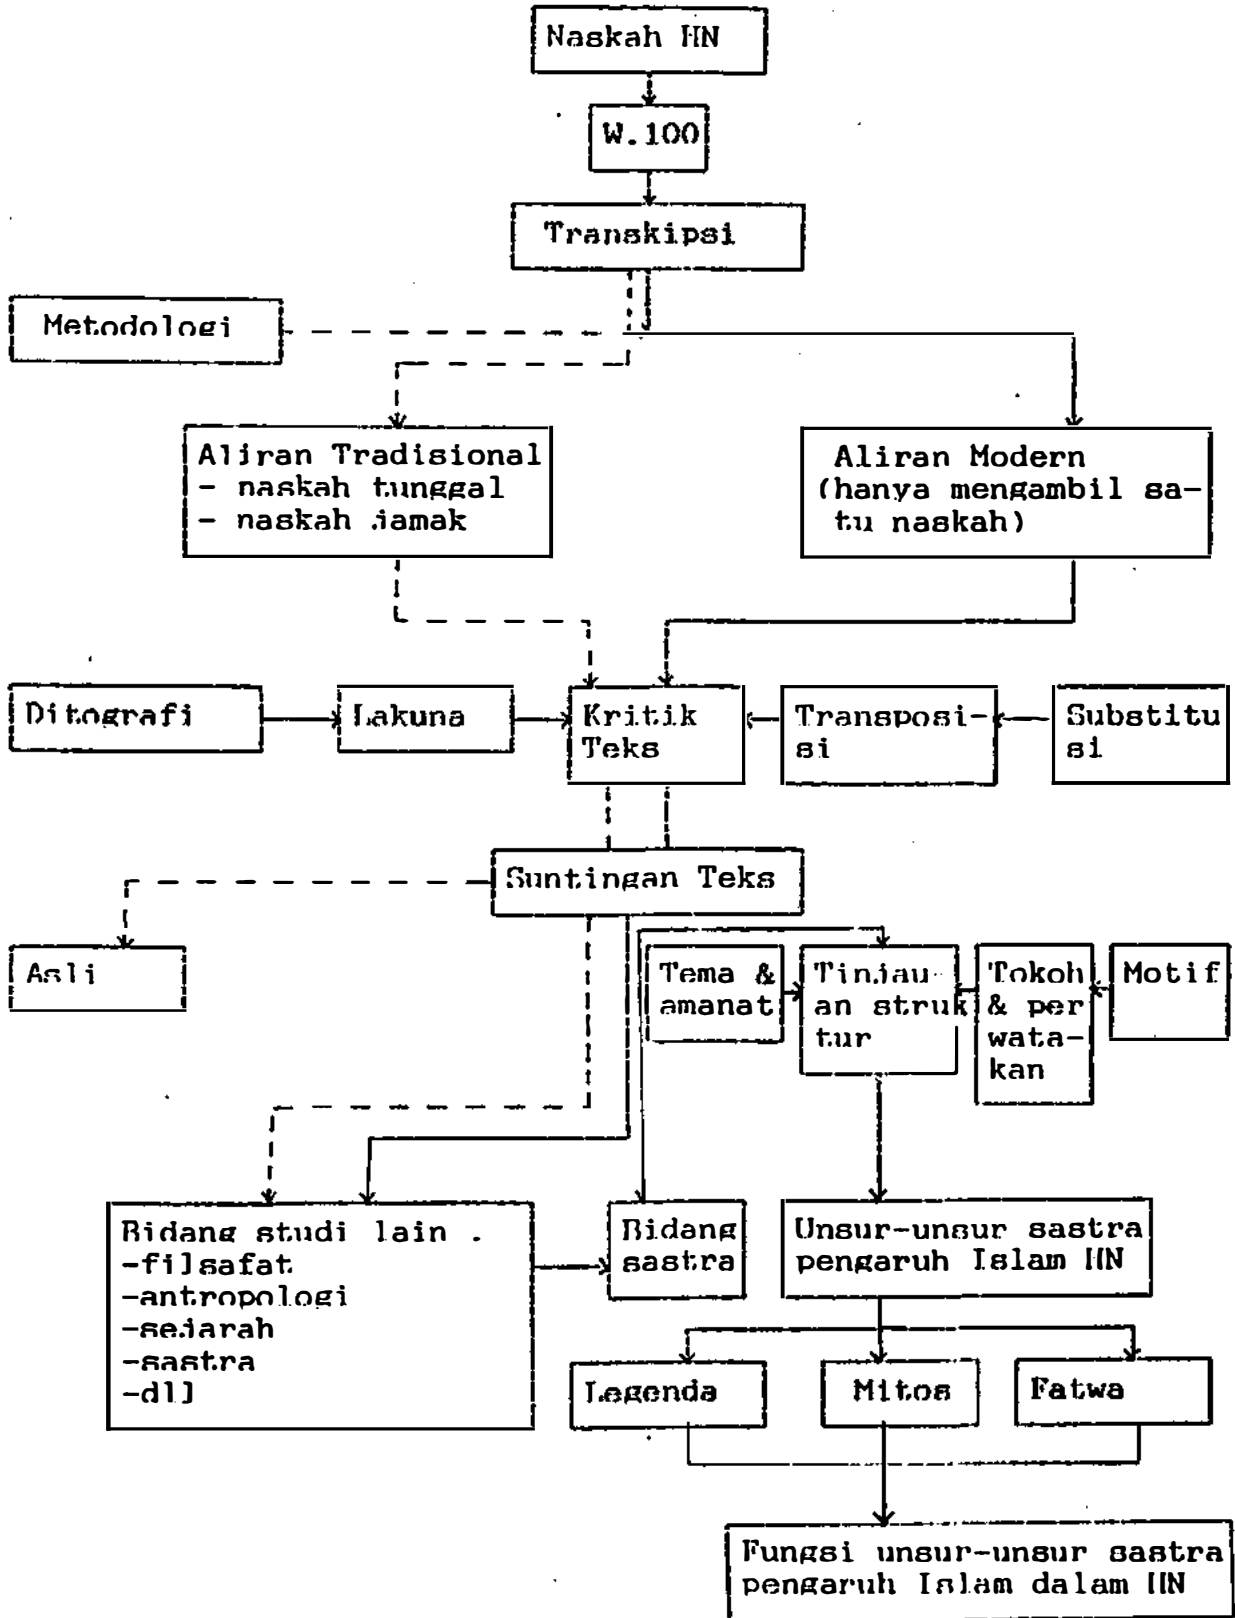 Naskah HN
W.100
Transkipsi
Metodologi
Aliran Tradisional
- naskah tunggal
- naskah jamak
Aliran Modern
(hanya mengambil sa-
tu naskah)
Ditografi
Lakuna
Kritik
Teks
Transposi-
si
Substitu
si
Suntingan Teks
Asli
Tema &
amanat
Tinjau-
an struk
tur
Tokoh
& per
wata-
kan
Motif
Bidang studi lain .
-filsafat
-antropologi
-sejarah
-sastra
-dll
Bidang
sastra
Unsur-unsur sastra
pengaruh Islam HN
Legenda
Mitos
Fatwa
Fungsi unsur-unsur sastra
pengaruh Islam dalam HN